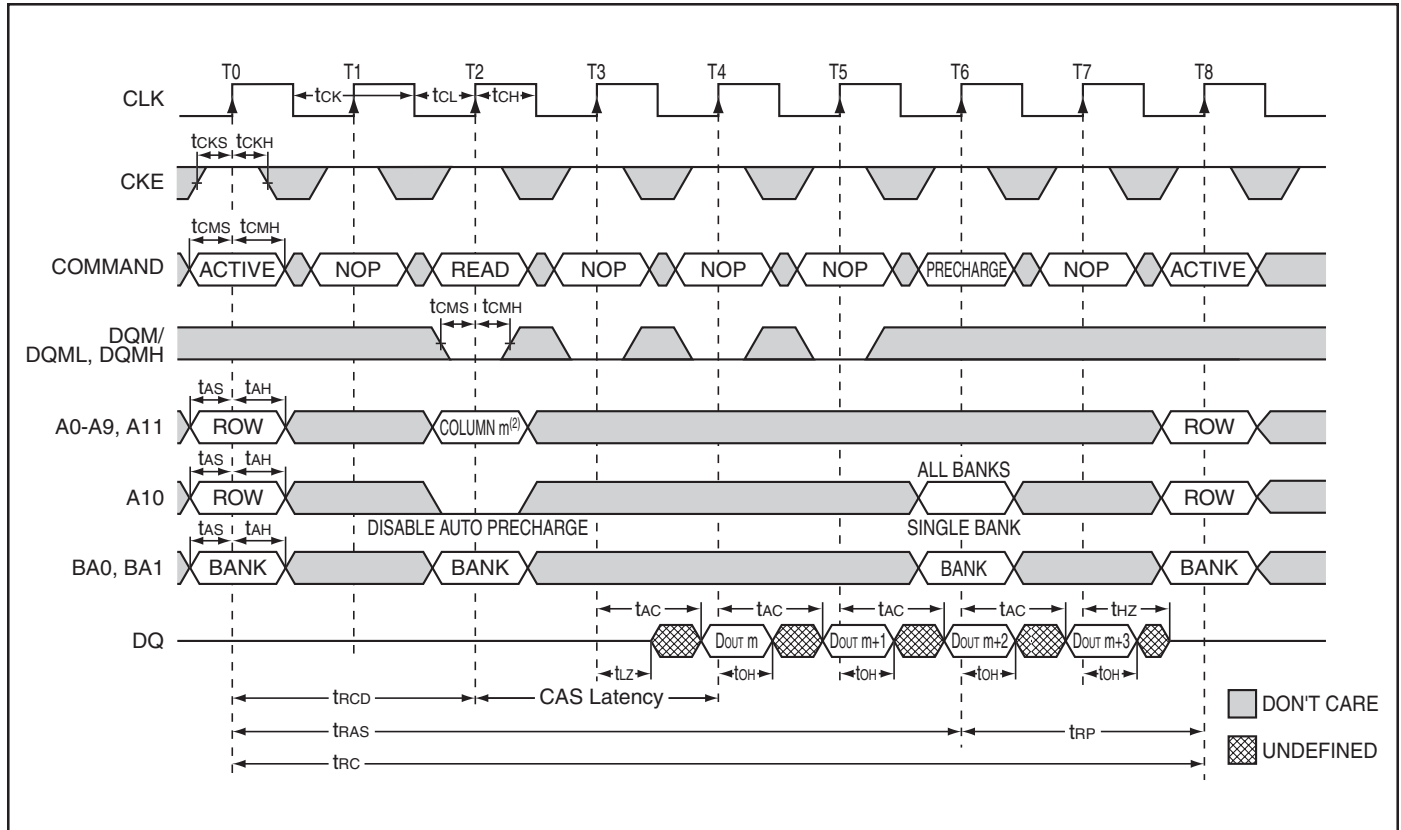 T0 T1 T2 T3 T4 T5 T6 T7 T8
CLK tCK tCL tCH
tCKS tCKH
CKE
tCMS tCMH
COMMAND ACTIVE NOP READ NOP NOP NOP PRECHARGE NOP ACTIVE
tCMS tCMH
DQM/
DQML, DQMH
tAS tAH
A0-A9, A11 ROW COLUMN m(2) ROW
tAS tAH ALL BANKS
A10 ROW ROW
DISABLE AUTO PRECHARGE SINGLE BANK
tAS tAH
BA0, BA1 BANK BANK BANK BANK
tAC tAC tAC tAC tHZ
DQ DOUT m DOUT m+1 DOUT m+2 DOUT m+3
tLZ tOH tOH tOH tOH
tRCD CAS Latency
DON'T CARE
tRAS tRP
UNDEFINED
tRC